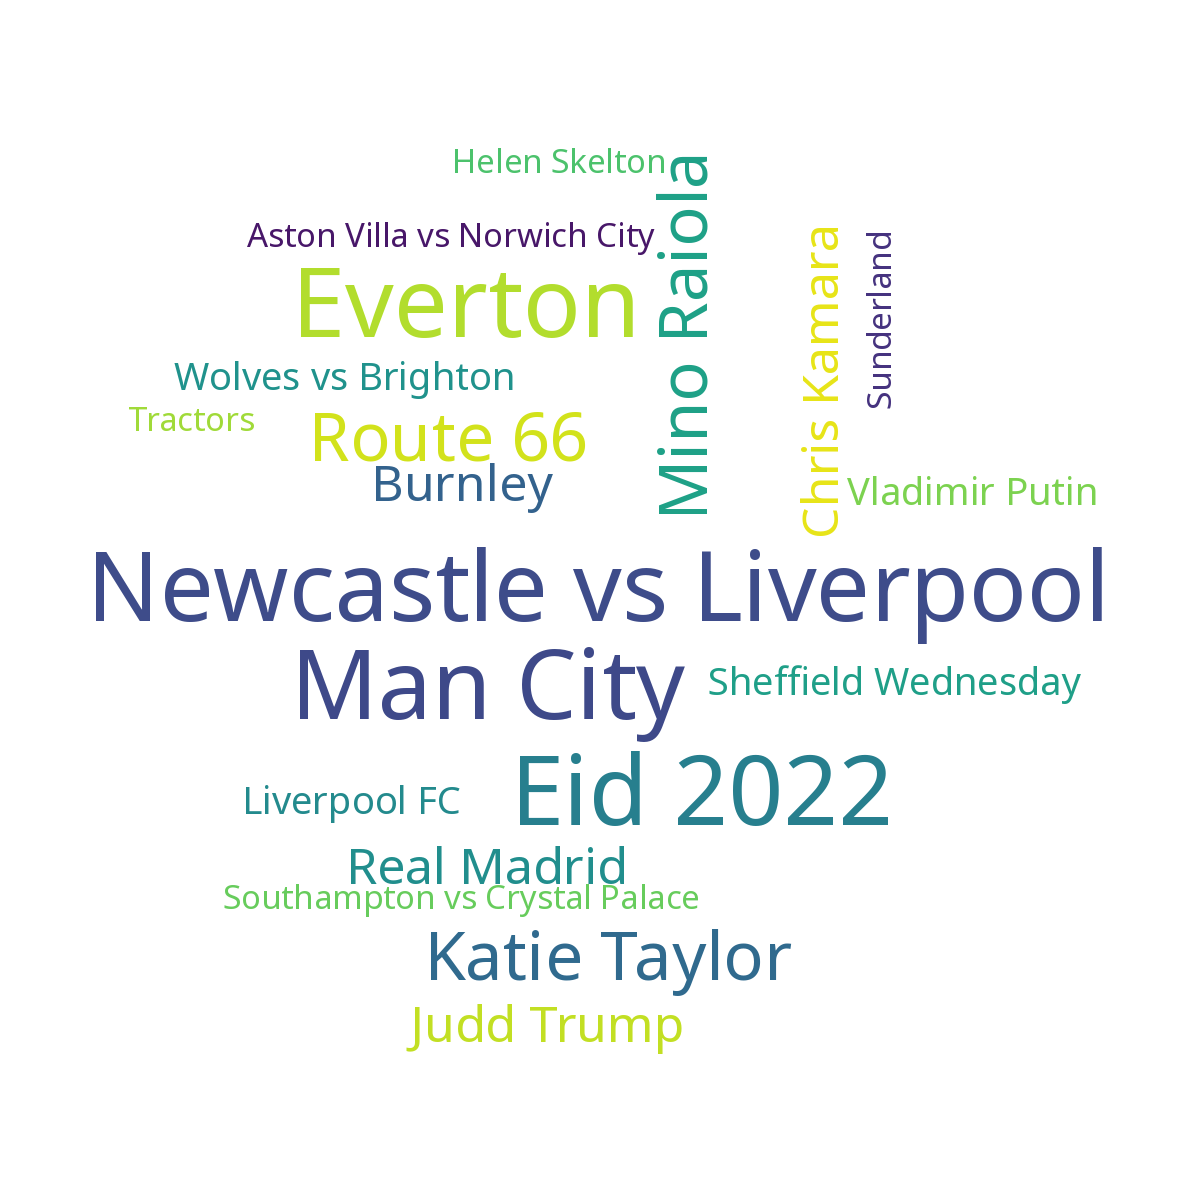 Helen Skelton
Mino Raiola
Aston Villa vs Norwich City
Chris Kamara
Sunderland
Everton
Wolves vs Brighton
Tractors
Route 66
Burnley
Vladimir Putin
Newcastle vs Liverpool
Man City
Sheffield Wednesday
Eid 2022
Liverpool FC
Real Madrid
Southampton vs Crystal Palace
Katie Taylor
Judd Trump